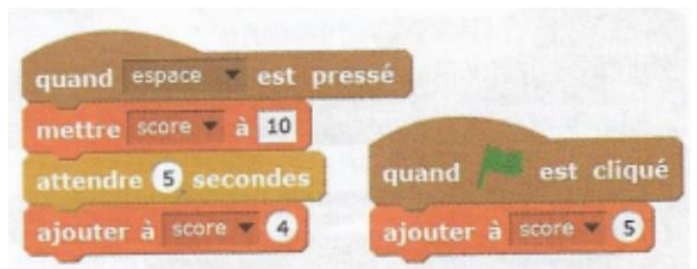 quand espace est pressé
mettre score à 10
attendre 5 secondes
ajouter à score 4
quand est cliqué
ajouter à score 5